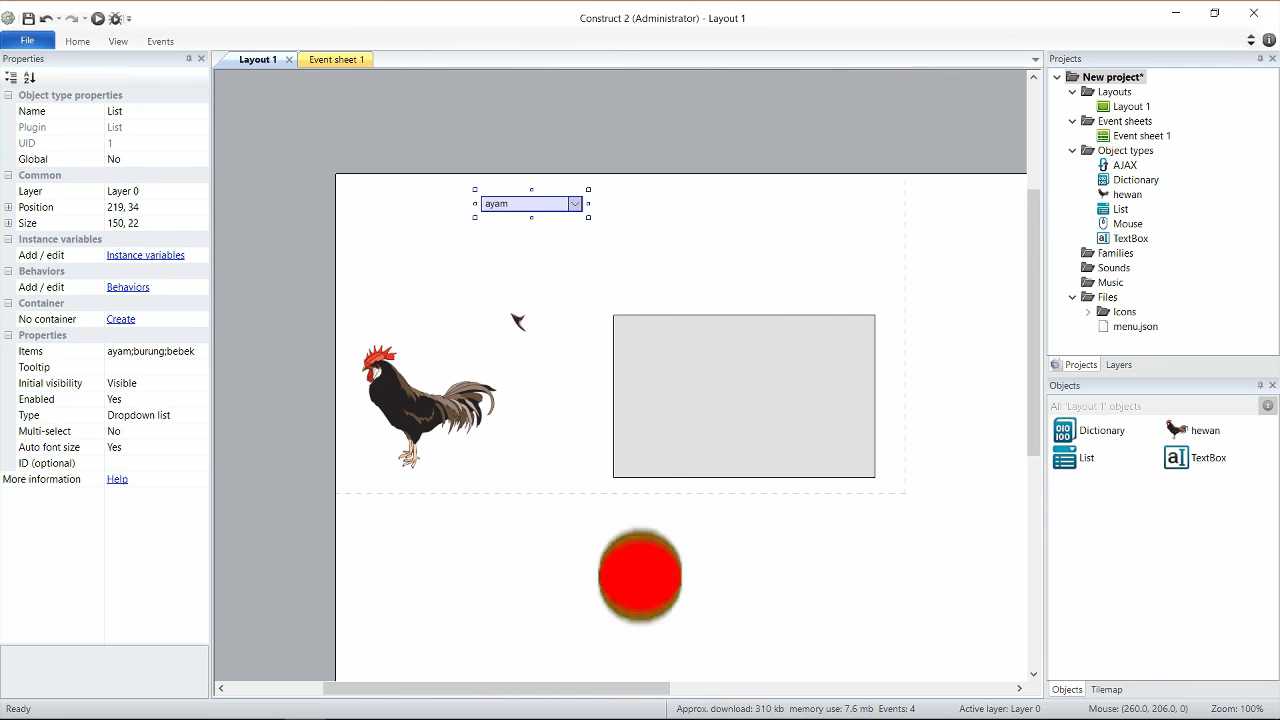 Construct 2 (Administrator) - Layout 1
File Home View Events
Properties
Layout 1 Event sheet 1
Projects
Object type properties
Name List
Plugin List
UID 1
Global No
Common
Layer Layer 0
Position 219, 34
Size 150, 22
Instance variables
Add / edit Instance variables
Behaviors
Add / edit Behaviors
Container
No container Create
Properties
Items ayam;burung;bebek
Tooltip
Initial visibility Visible
Enabled Yes
Type Dropdown list
Multi-select No
Auto font size Yes
ID (optional)
More information Help
ayam
New project*
Layouts
Layout 1
Event sheets
Event sheet 1
Object types
AJAX
Dictionary
hewan
List
Mouse
TextBox
Families
Sounds
Music
Files
Icons
menu.json
Projects Layers
Objects
All 'Layout 1' objects
010 100 Dictionary hewan
List a TextBox
Objects Tilemap
Ready Approx. download: 310 kb memory use: 7.6 mb Events: 4 Active layer: Layer 0 Mouse: (260.0, 206.0, 0) Zoom: 100%